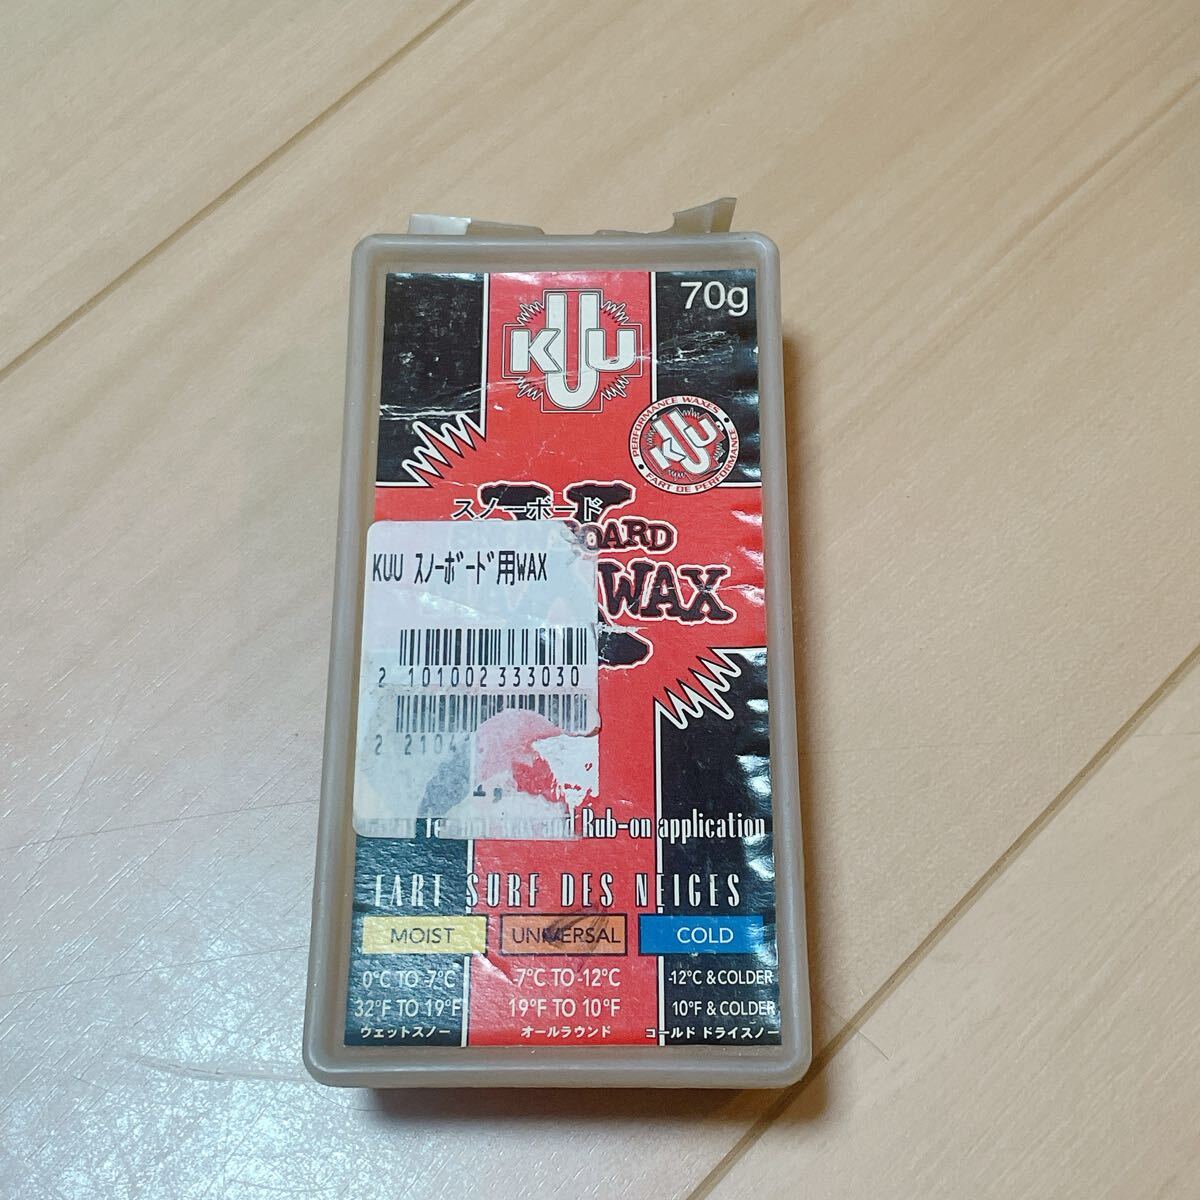 70g
KUU
PERFORMANCE WAXES
KUU
FART DE PERFORMANCE
スノーボード
BOARD
WAX
KUU スノーボード用WAX
2 101002 333030
2 2104
and Rub-on application
FART SURF DES NEIGES
MOIST UNIVERSAL COLD
0°C TO -7°C -7°C TO -12°C -12°C & COLDER
32°F TO 19°F 19°F TO 10°F 10°F & COLDER
ウェットスノー オールラウンド コールド ドライスノー